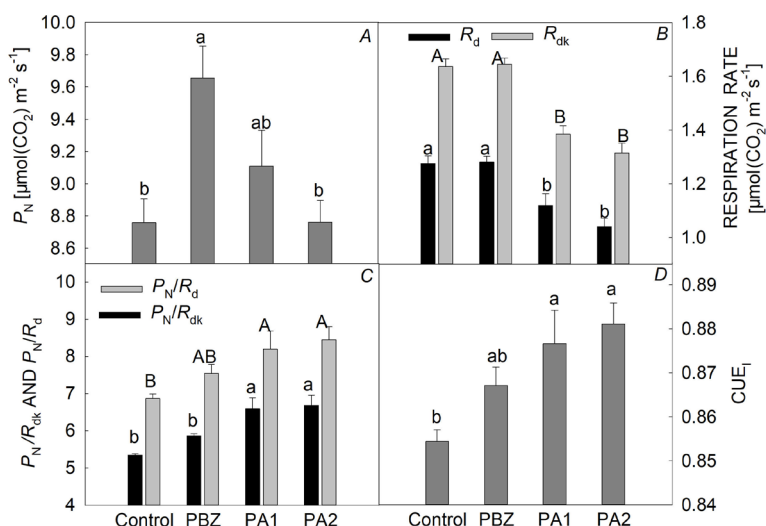 A
P_N [µmol(CO₂) m⁻² s⁻¹]
10.0
9.8
9.6
9.4
9.2
9.0
8.8
8.6
b
a
ab
b
B
R_d
R_dk
RESPIRATION RATE
[µmol(CO₂) m⁻² s⁻¹]
1.8
1.6
1.4
1.2
1.0
a
A
a
A
b
B
b
B
C
P_N/R_d
P_N/R_dk
P_N/R_dk AND P_N/R_d
10
9
8
7
6
5
4
b
B
b
AB
a
A
a
A
Control PBZ PA1 PA2
D
CUE_I
0.89
0.88
0.87
0.86
0.85
0.84
b
ab
a
a
Control PBZ PA1 PA2